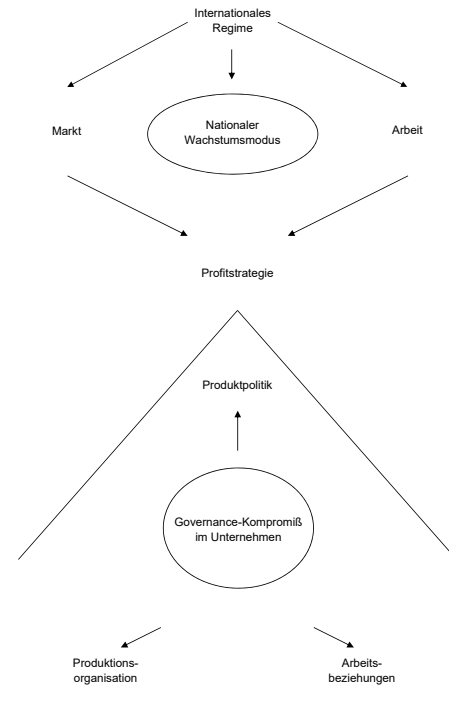 Internationales
Regime
Markt
Nationaler
Wachstumsmodus
Arbeit
Profitstrategie
Produktpolitik
Governance-Kompromiß
im Unternehmen
Produktions-
organisation
Arbeits-
beziehungen